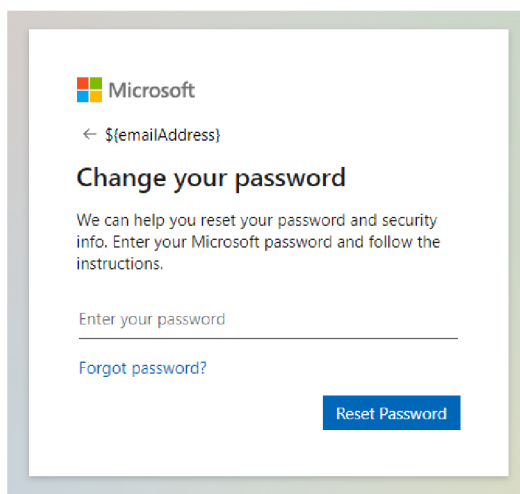 Microsoft
← ${emailAddress}
Change your password
We can help you reset your password and security
info. Enter your Microsoft password and follow the
instructions.
Enter your password
Forgot password?
Reset Password